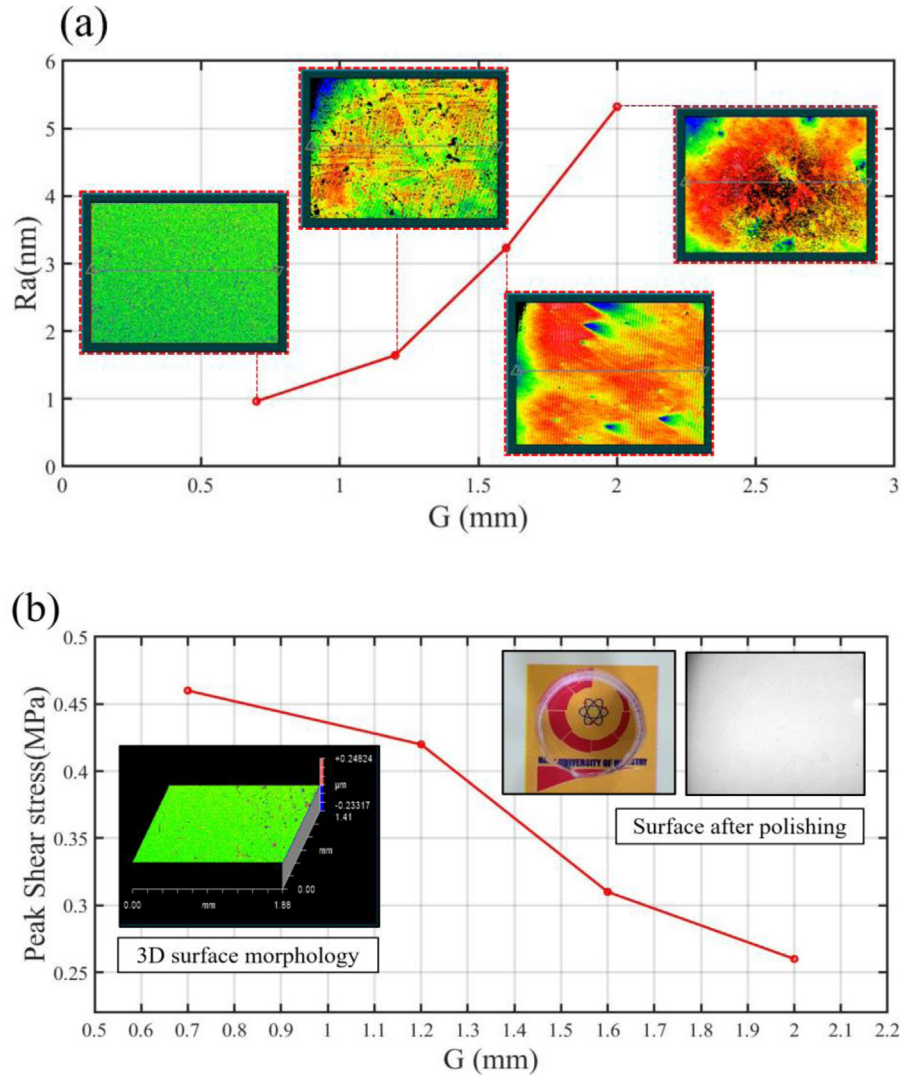 (a)
6
5
4
3
2
1
0
Ra(nm)
0 0.5 1 1.5 2 2.5 3
G (mm)
(b)
0.5
0.45
0.4
0.35
0.3
0.25
Peak Shear stress(MPa)
+0.24824
μm
-0.23317
1.41
mm
0.00
0.00 mm 1.88
3D surface morphology
UNIVERSITY OF INDUSTRY
Surface after polishing
0.5 0.6 0.7 0.8 0.9 1 1.1 1.2 1.3 1.4 1.5 1.6 1.7 1.8 1.9 2 2.1 2.2
G (mm)